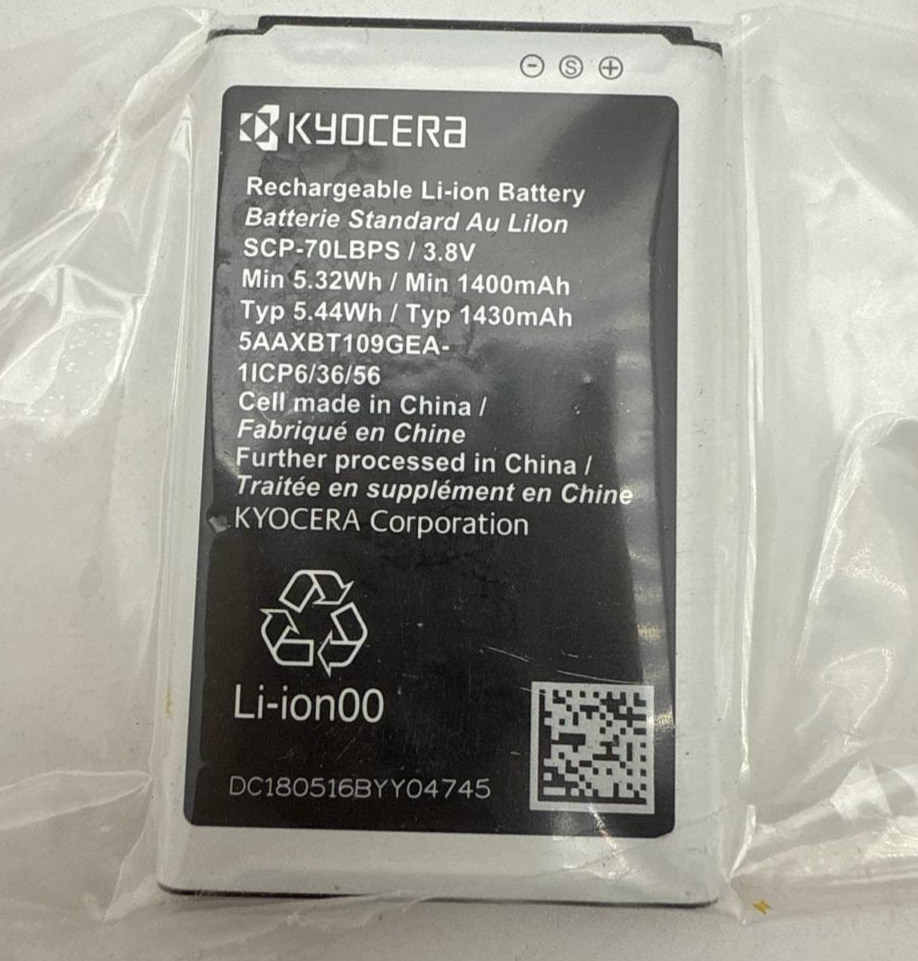 ⊖ Ⓢ ⊕
KYOCERA
Rechargeable Li-ion Battery
Batterie Standard Au LiIon
SCP-70LBPS / 3.8V
Min 5.32Wh / Min 1400mAh
Typ 5.44Wh / Typ 1430mAh
5AAXBT109GEA-
1ICP6/36/56
Cell made in China /
Fabriqué en Chine
Further processed in China /
Traitée en supplément en Chine
KYOCERA Corporation
Li-ion00
DC180516BYY04745